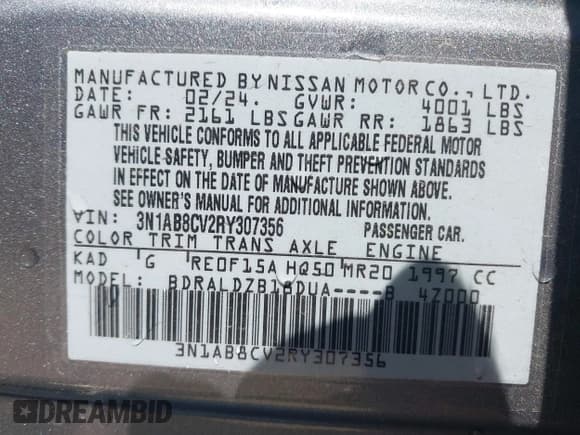 MANUFACTURED BY NISSAN MOTOR CO., LTD.
DATE: 02/24. GVWR: 4001 LBS
GAWR FR: 2161 LBS GAWR RR: 1863 LBS
THIS VEHICLE CONFORMS TO ALL APPLICABLE FEDERAL MOTOR
VEHICLE SAFETY, BUMPER AND THEFT PREVENTION STANDARDS
IN EFFECT ON THE DATE OF MANUFACTURE SHOWN ABOVE.
SEE OWNER'S MANUAL FOR ADDITIONAL INFORMATION.
VIN: 3N1AB8CV2RY307356 PASSENGER CAR.
COLOR TRIM TRANS AXLE ENGINE
KAD G RE0F15A HQ50 MR20 1997 CC
MODEL: BDRALDZB18DUA----B 4Z000
3N1AB8CV2RY307356
DREAMBID